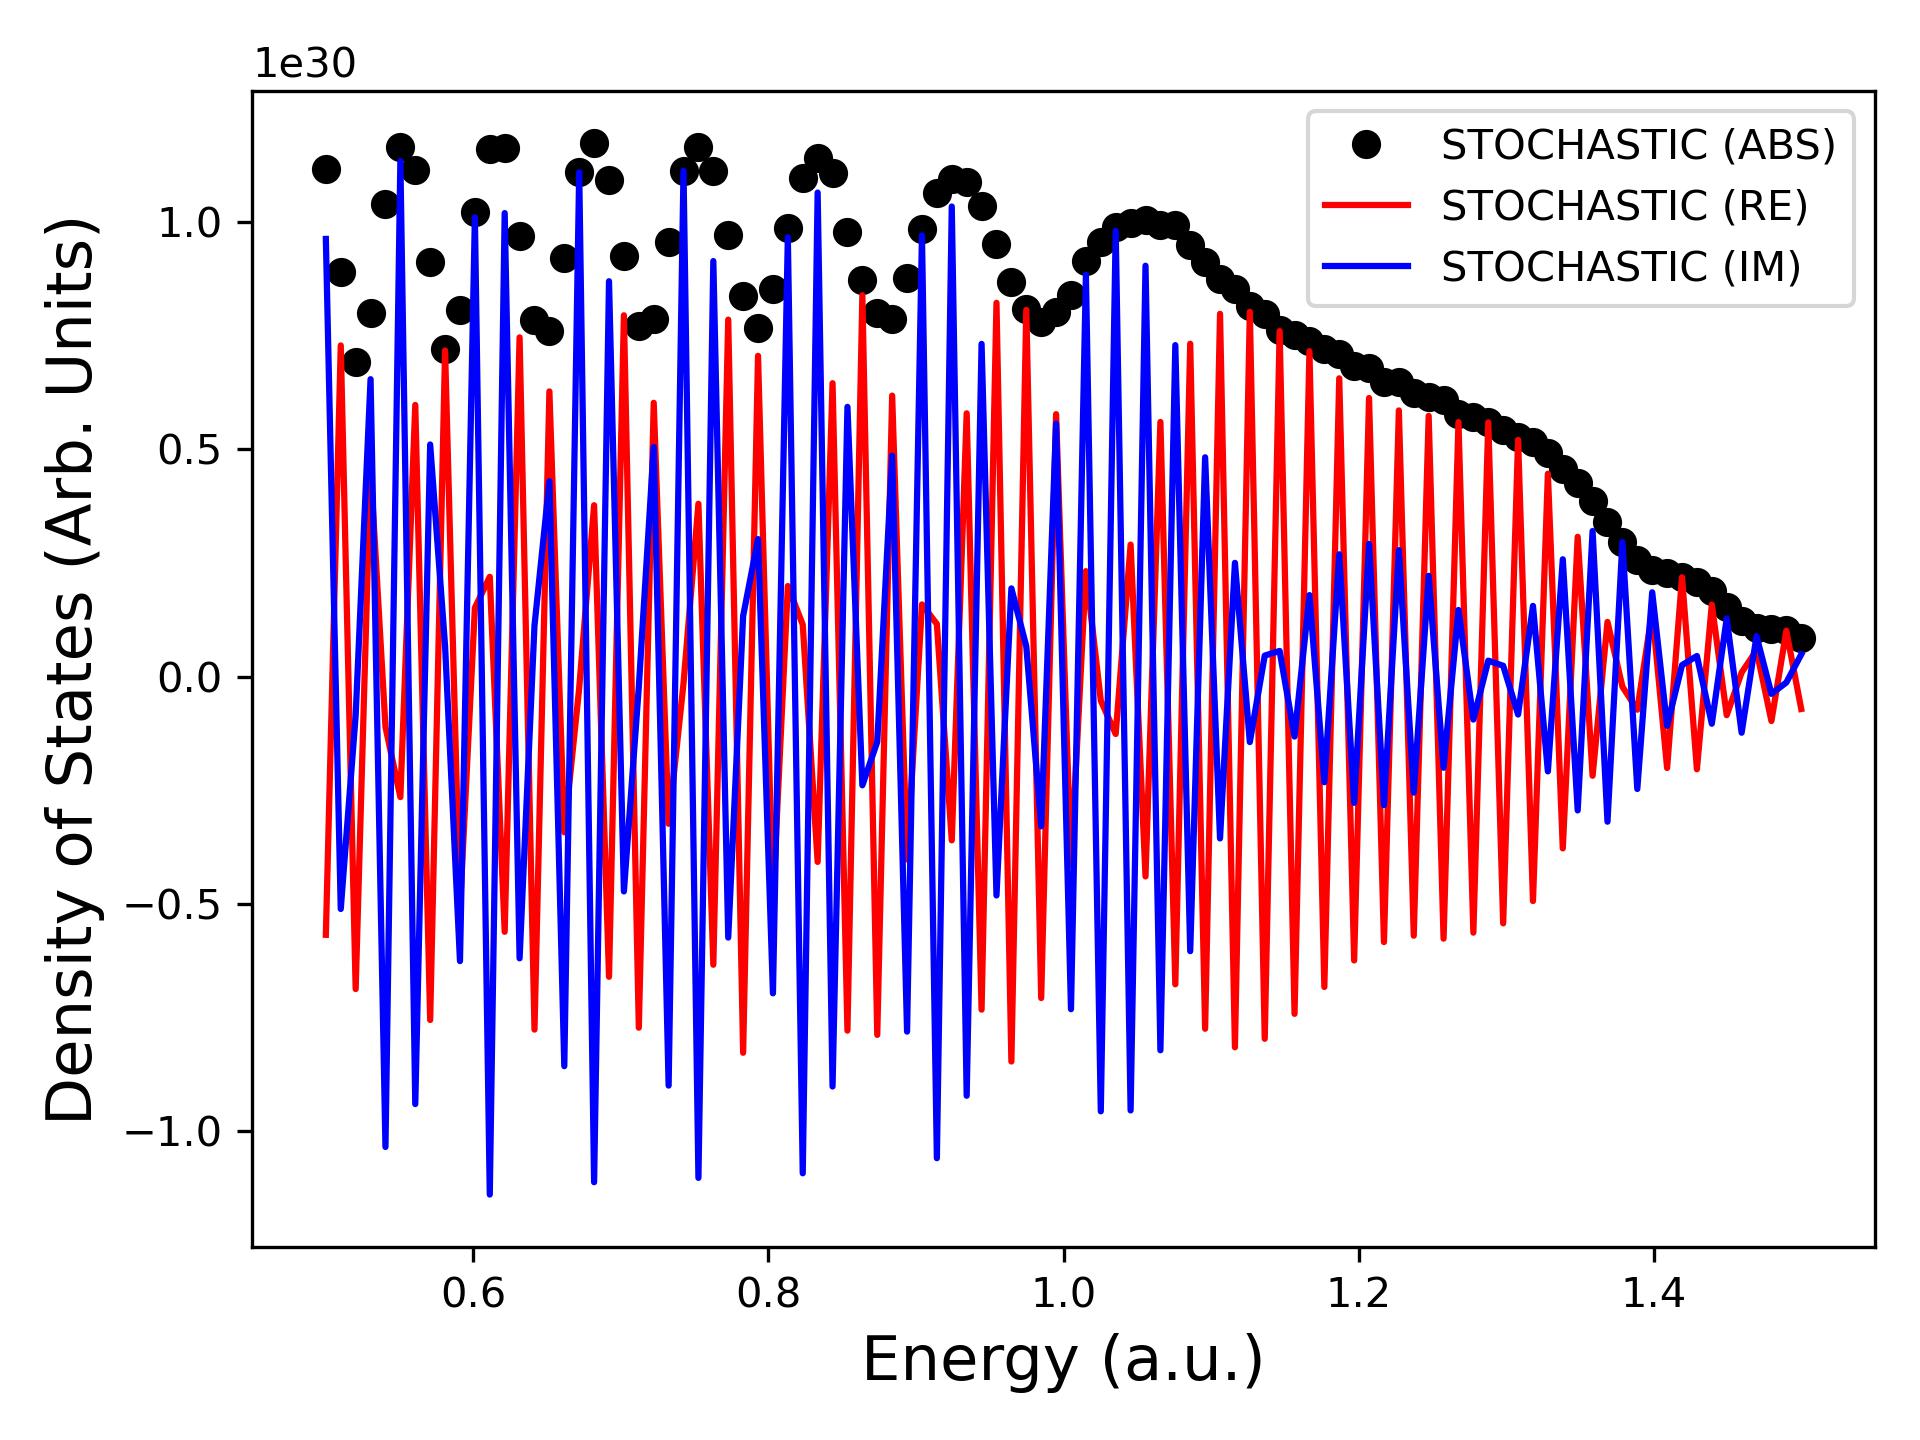 1e30
STOCHASTIC (ABS)
STOCHASTIC (RE)
STOCHASTIC (IM)
Density of States (Arb. Units)
1.0
0.5
0.0
−0.5
−1.0
0.6
0.8
1.0
1.2
1.4
Energy (a.u.)